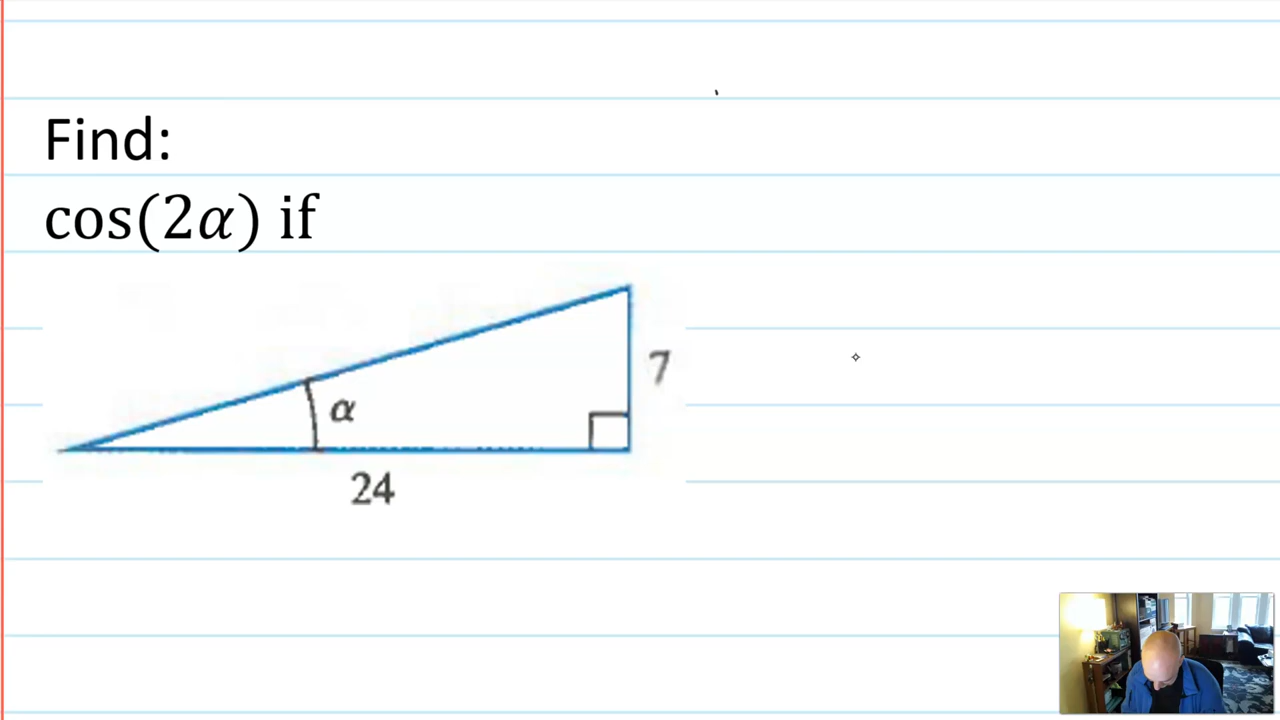 Find:
cos(2α) if
7
α
24